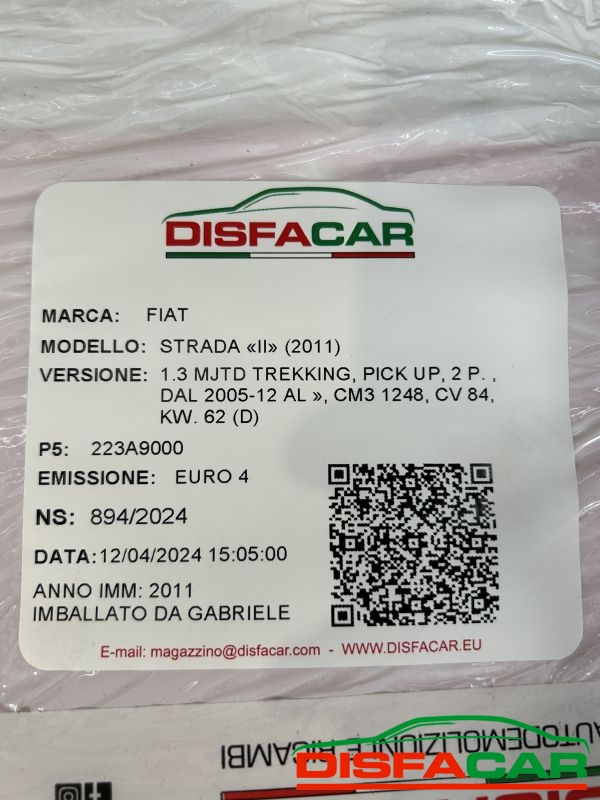 DISFACAR
MARCA: FIAT
MODELLO: STRADA «II» (2011)
VERSIONE: 1.3 MJTD TREKKING, PICK UP, 2 P. ,
DAL 2005-12 AL », CM3 1248, CV 84,
KW. 62 (D)
P5: 223A9000
EMISSIONE: EURO 4
NS: 894/2024
DATA:12/04/2024 15:05:00
ANNO IMM: 2011
IMBALLATO DA GABRIELE
E-mail: magazzino@disfacar.com - WWW.DISFACAR.EU
AUTODEMOLIZIONI E RICAMBI
DISFACAR